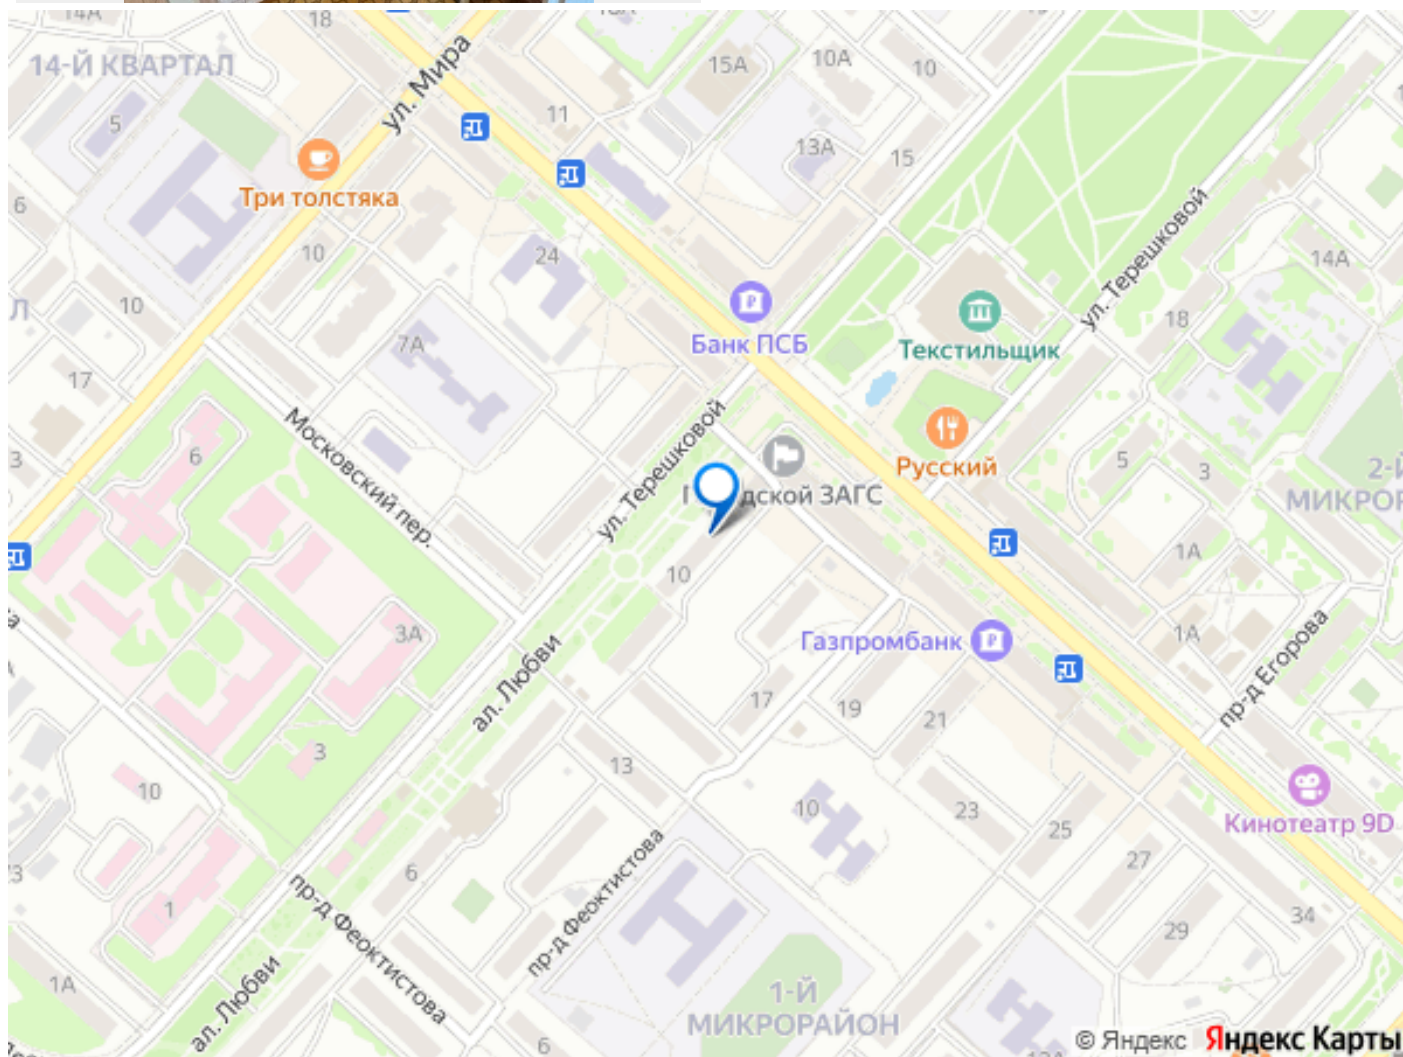 14А
18
16А
14-Й КВАРТАЛ
ул. Мира
15А
10А
10
5
11
13А
15
Три толстяка
6
10
24
ул. Терешковой
14А
10
Л
7А
Банк ПСБ
Текстильщик
18
17
Московский пер.
ул. Терешковой
Русский
5
3
2-Й
МИКРОР
3
6
дской ЗАГС
1А
10
3А
Газпромбанк
1А
пр-д Егорова
ал. Любви
17
19
21
3
13
10
10
23
25
Кинотеатр 9D
27
6
1
пр-д Феоктистова
пр-д Феоктистова
34
29
1А
ал. Любви
1-Й
МИКРОРАЙОН
6
© Яндекс Яндекс Карты